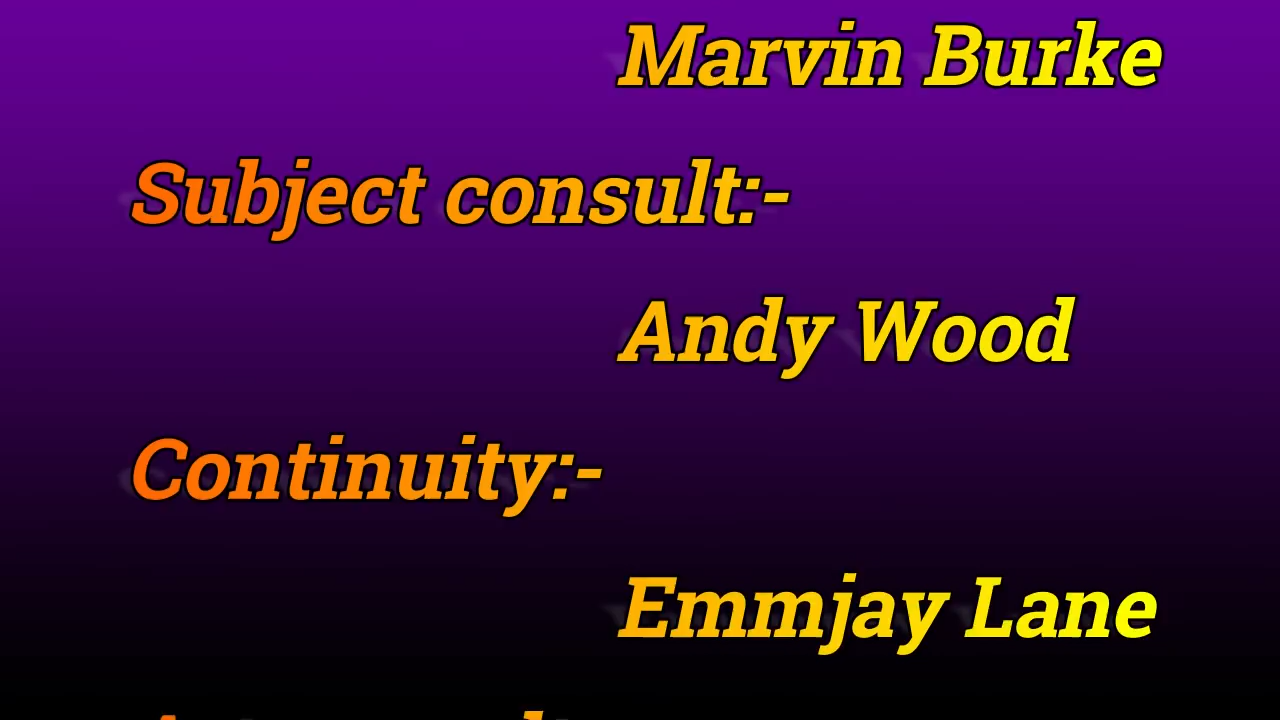 Marvin Burke
Subject consult:-
Andy Wood
Continuity:-
Emmjay Lane